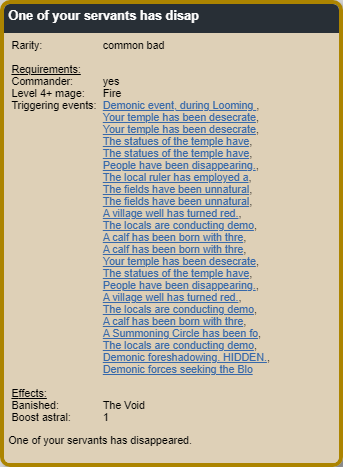 One of your servants has disap
Rarity: common bad
Requirements:
Commander: yes
Level 4+ mage: Fire
Triggering events: Demonic event, during Looming ,
Your temple has been desecrate,
Your temple has been desecrate,
The statues of the temple have,
The statues of the temple have,
People have been disappearing.,
The local ruler has employed a,
The fields have been unnatural,
The fields have been unnatural,
A village well has turned red.,
The locals are conducting demo,
A calf has been born with thre,
A calf has been born with thre,
Your temple has been desecrate,
The statues of the temple have,
People have been disappearing.,
A village well has turned red.,
The locals are conducting demo,
A calf has been born with thre,
A Summoning Circle has been fo,
The locals are conducting demo,
Demonic foreshadowing. HIDDEN.,
Demonic forces seeking the Blo
Effects:
Banished: The Void
Boost astral: 1
One of your servants has disappeared.